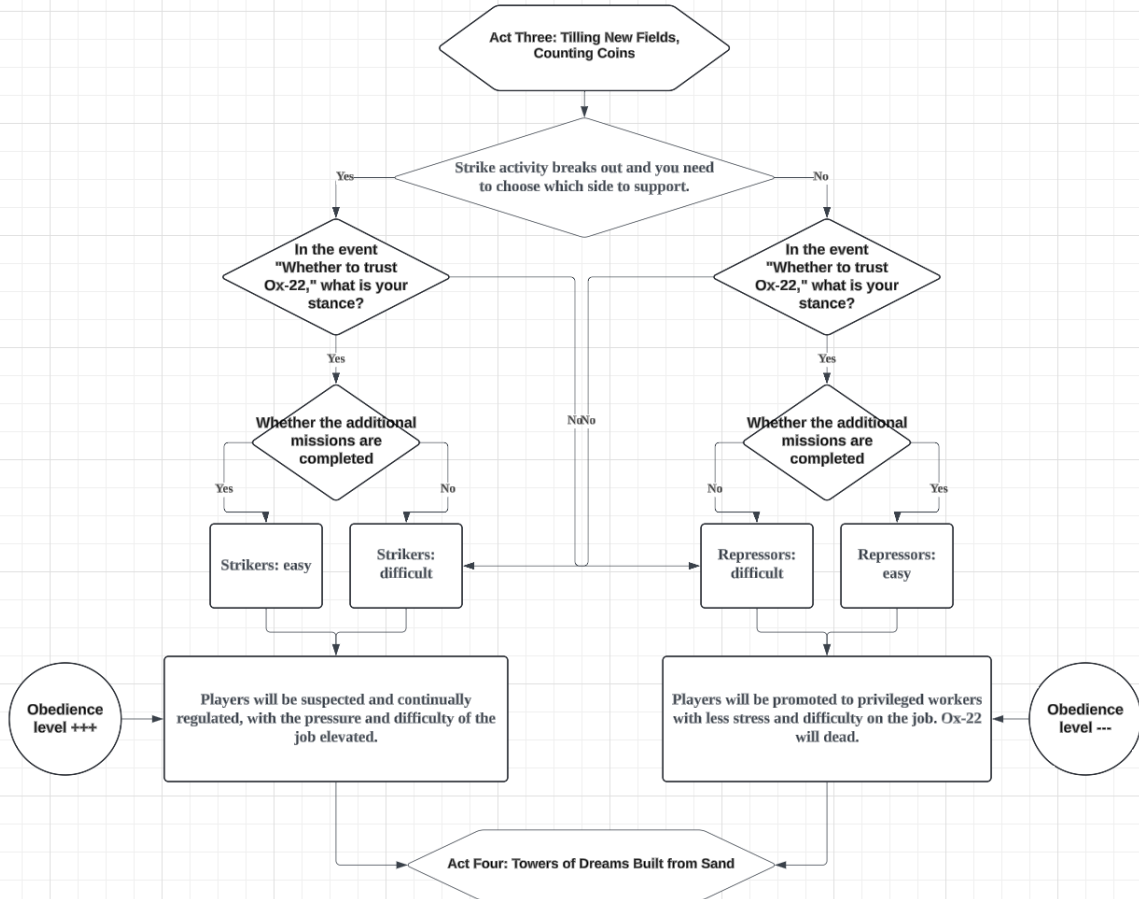 Act Three: Tilling New Fields,
Counting Coins
Strike activity breaks out and you need
to choose which side to support.
Yes
No
In the event
"Whether to trust
Ox-22," what is your
stance?
In the event
"Whether to trust
Ox-22," what is your
stance?
Yes
Yes
Whether the additional
missions are
completed
No
No
Whether the additional
missions are
completed
Yes
No
No
Yes
Strikers: easy
Strikers:
difficult
Repressors:
difficult
Repressors:
easy
Obedience
level +++
Players will be suspected and continually
regulated, with the pressure and difficulty of the
job elevated.
Players will be promoted to privileged workers
with less stress and difficulty on the job. Ox-22
will dead.
Obedience
level ---
Act Four: Towers of Dreams Built from Sand